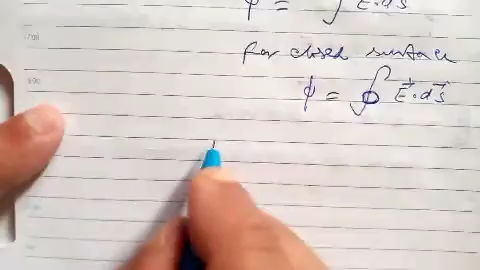 φ = ∫ E⃗.ds⃗
for closed surface
φ = ∮ E⃗.ds⃗